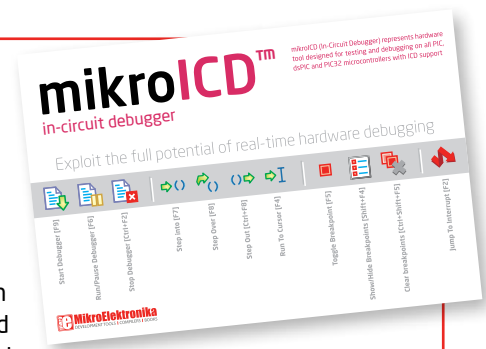 mikroICD™
in-circuit debugger
mikroICD (In-Circuit Debugger) represents hardware
tool designed for testing and debugging on all PIC,
dsPIC and PIC32 microcontrollers with ICD support
Exploit the full potential of real-time hardware debugging
Start Debugger [F9]
Run/Pause Debugger [F6]
Stop Debugger [Ctrl+F2]
Step Into [F7]
Step Over [F8]
Step Out [Ctrl+F8]
Run To Cursor [F4]
Toggle Breakpoint [F5]
Show/Hide Breakpoints [Shift+F4]
Clear breakpoints [Ctrl+Shift+F5]
Jump To Interrupt [F2]
MikroElektronika
DEVELOPMENT TOOLS | COMPILERS | BOOKS